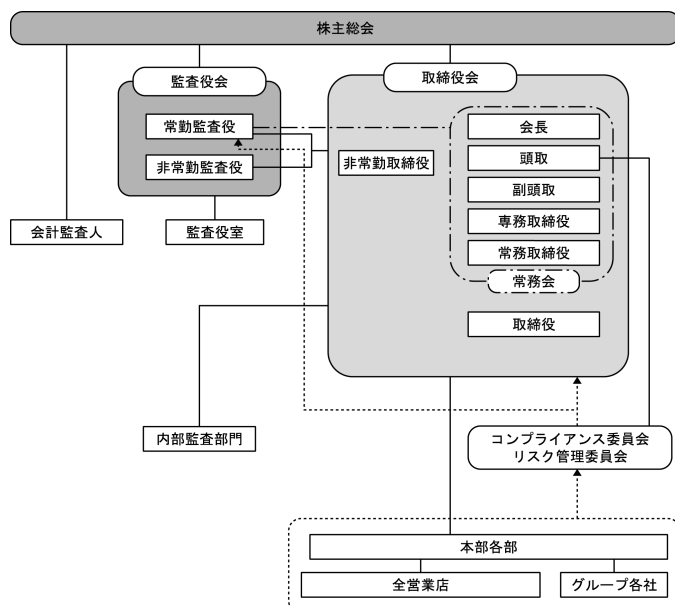 株主総会
監査役会
取締役会
常勤監査役
会長
非常勤監査役
非常勤取締役
頭取
副頭取
専務取締役
会計監査人
監査役室
常務取締役
常務会
取締役
内部監査部門
コンプライアンス委員会
リスク管理委員会
本部各部
全営業店
グループ各社